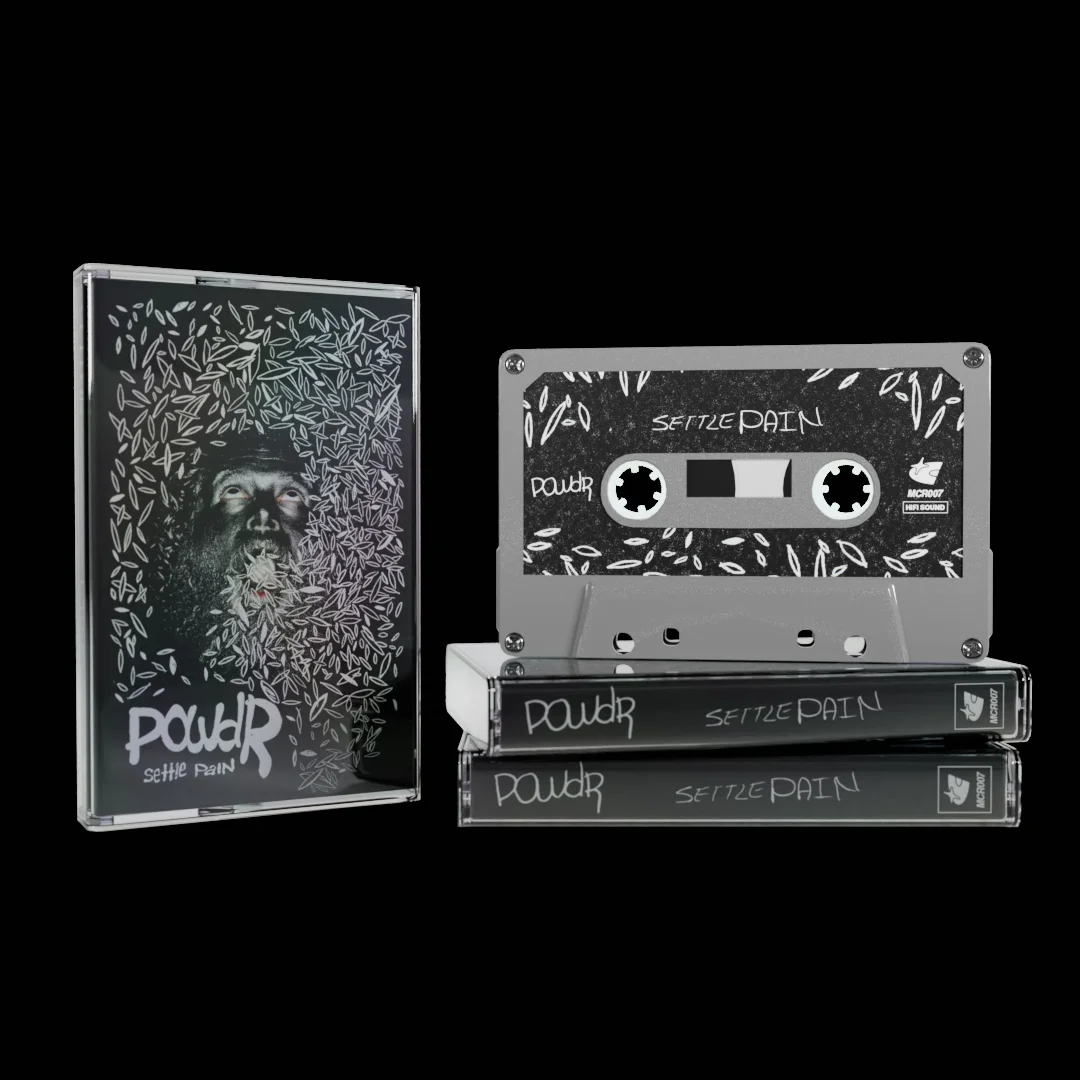 POWdR
settle PaIN
SETTLE PAIN
POWdR
MCR007
HIFI SOUND
POWdR SETTLE PAIN MCR007
POWdR SETTLE PAIN MCR007